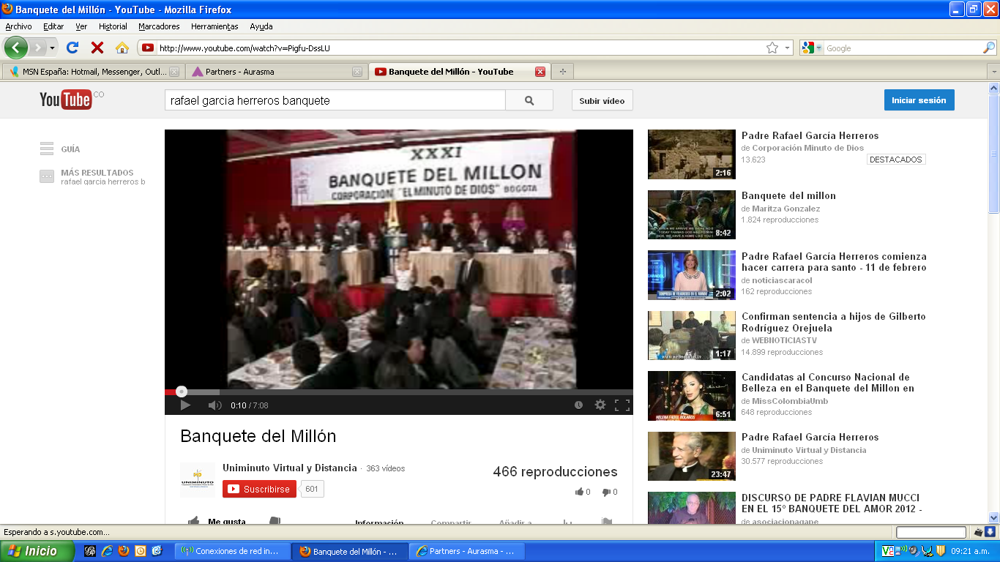 Banquete del Millón - YouTube - Mozilla Firefox
Archivo Editar Ver Historial Marcadores Herramientas Ayuda
http://www.youtube.com/watch?v=Pigfu-DssLU
Google
MSN España: Hotmail, Messenger, Outl...
Partners - Aurasma
Banquete del Millón - YouTube
YouTube CO
rafael garcia herreros banquete
Subir vídeo
Iniciar sesión
GUÍA
MÁS RESULTADOS
rafael garcia herreros b
XXXI
BANQUETE DEL MILLON
CORPORACION "EL MINUTO DE DIOS" BOGOTA
0:10 / 7:08
Banquete del Millón
UNIMINUTO
Uniminuto Virtual y Distancia · 363 vídeos
Suscribirse 601
466 reproducciones
0 0
Me gusta
Información Compartir Añadir a
2:16
Padre Rafael García Herreros
de Corporación Minuto de Dios
13.623 DESTACADOS
8:42
Banquete del millon
de Maritza Gonzalez
1.824 reproducciones
2:02
Padre Rafael García Herreros comienza
hacer carrera para santo - 11 de febrero
de noticiascaracol
162 reproducciones
www.webnoticias.tv
1:17
Confirman sentencia a hijos de Gilberto
Rodríguez Orejuela
de WEBNOTICIASTV
14.899 reproducciones
6:51
Candidatas al Concurso Nacional de
Belleza en el Banquete del Millon en
de MissColombiaUmb
648 reproducciones
23:47
Padre Rafael García Herreros
de Uniminuto Virtual y Distancia
30.577 reproducciones
DISCURSO DE PADRE FLAVIAN MUCCI
EN EL 15º BANQUETE DEL AMOR 2012 -
de asociacionagape
Esperando a s.youtube.com...
Inicio
Conexiones de red in...
Banquete del Millón - ...
Partners - Aurasma - ...
09:21 a.m.